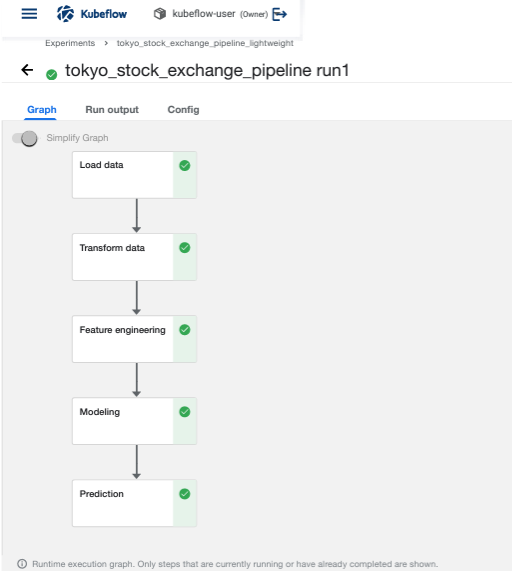 Kubeflow kubeflow-user (Owner)
Experiments > tokyo_stock_exchange_pipeline_lightweight
tokyo_stock_exchange_pipeline run1
Graph Run output Config
Simplify Graph
Load data
Transform data
Feature engineering
Modeling
Prediction
Runtime execution graph. Only steps that are currently running or have already completed are shown.